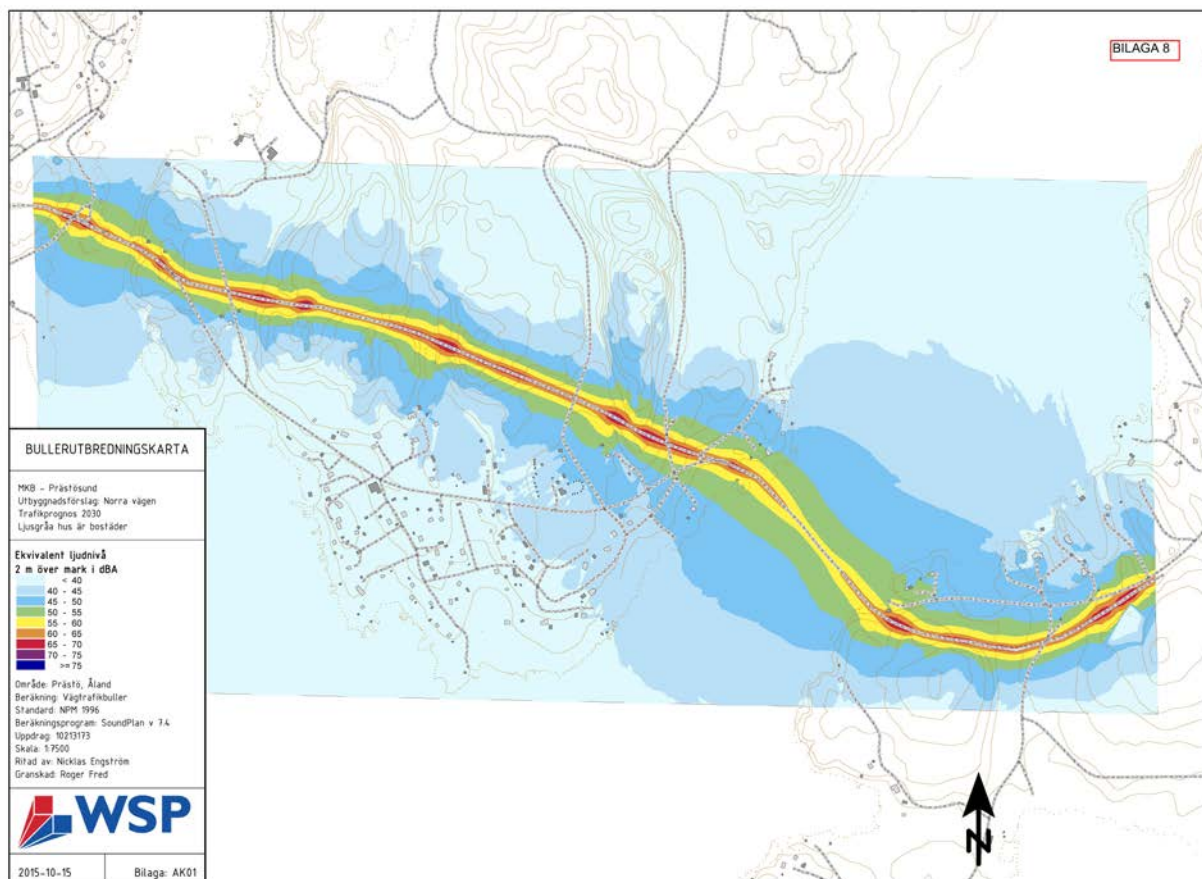 BILAGA 8
BULLERUTBREDNINGSKARTA
MKB - Prästösund
Utbyggnadsförslag: Norra vägen
Trafikprognos 2030
Ljusgråa hus är bostäder
Ekvivalent ljudnivå
2 m över mark i dBA
< 40
40 - 45
45 - 50
50 - 55
55 - 60
60 - 65
65 - 70
70 - 75
>= 75
Område: Prästö, Åland
Beräkning: Vägtrafikbuller
Standard: NPM 1996
Beräkningsprogram: SoundPlan v 7.4
Uppdrag: 10213173
Skala: 1:7500
Ritad av: Nicklas Engström
Granskad: Roger Fred
WSP
2015-10-15 Bilaga: AK01
N